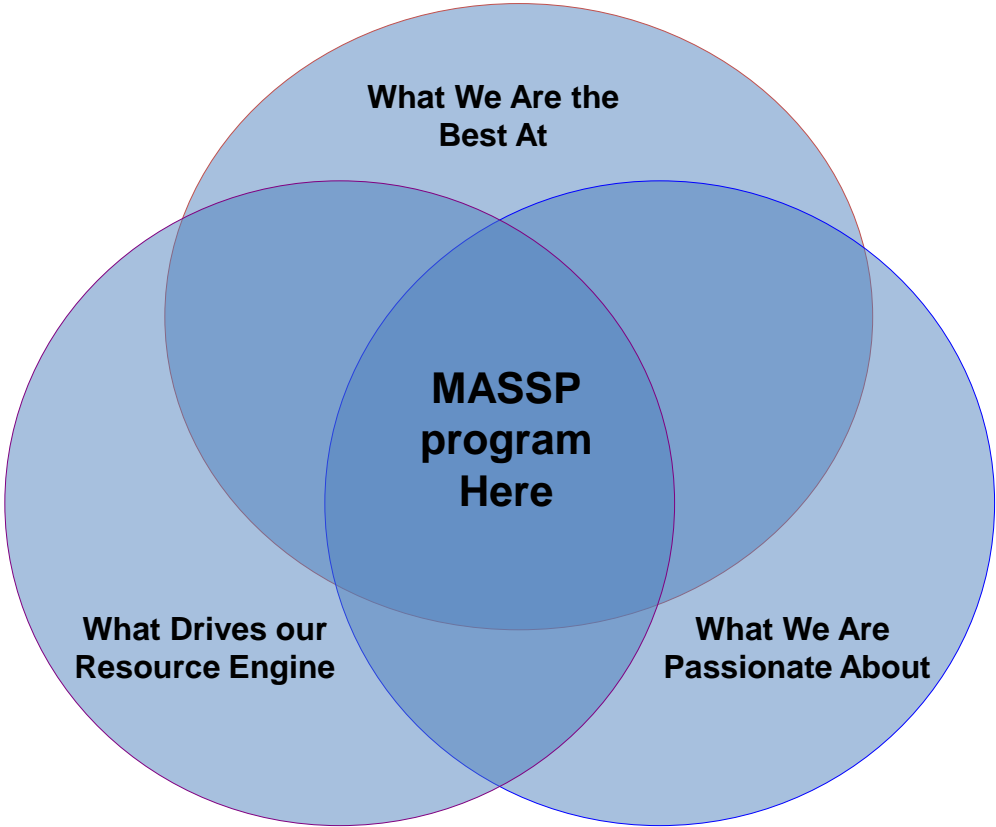 What We Are the
Best At
MASSP
program
Here
What Drives our
Resource Engine
What We Are
Passionate About